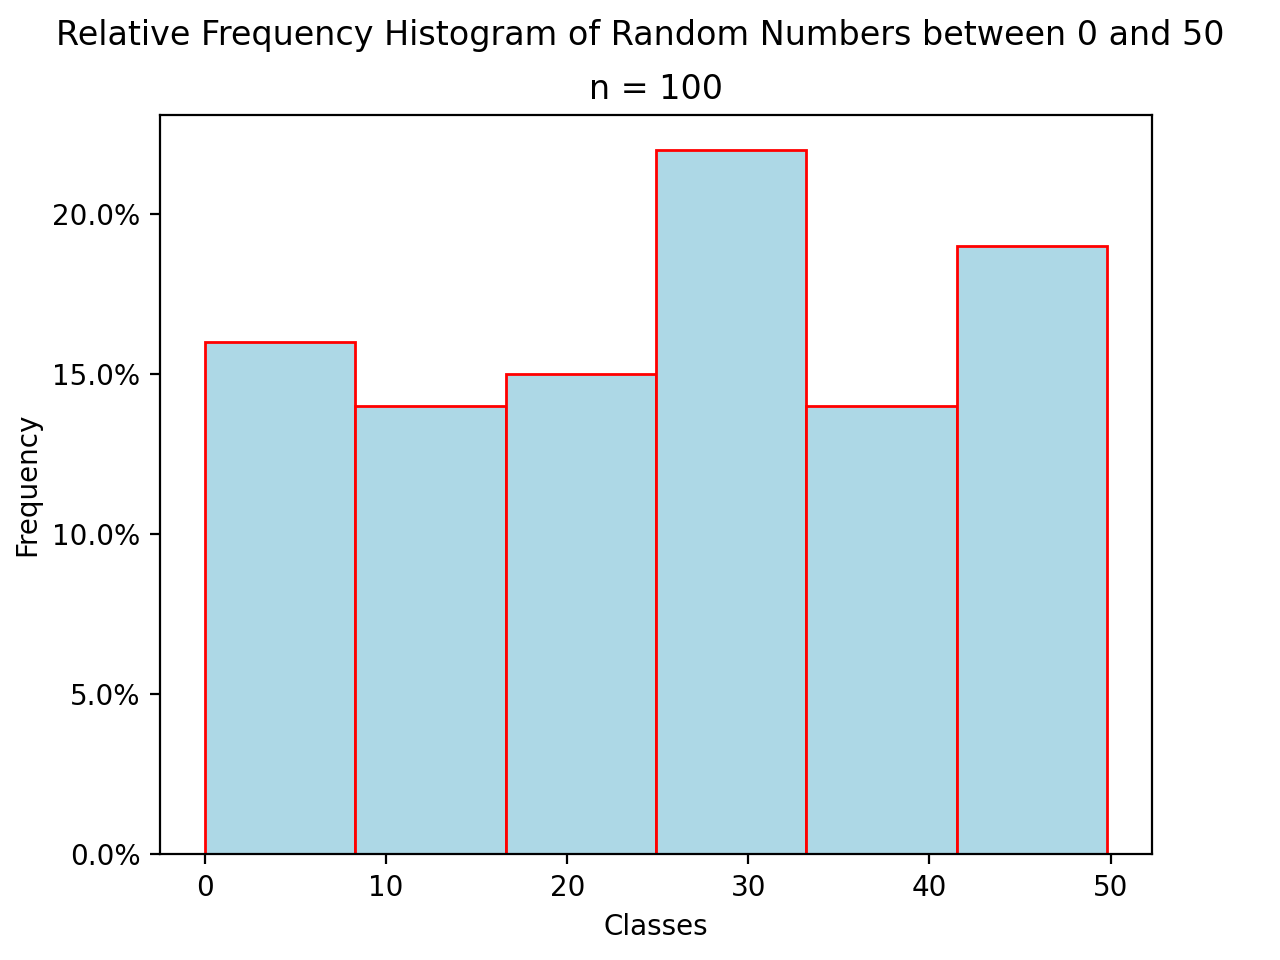 Relative Frequency Histogram of Random Numbers between 0 and 50
n = 100
20.0%
15.0%
10.0%
5.0%
0.0%
Frequency
0 10 20 30 40 50
Classes